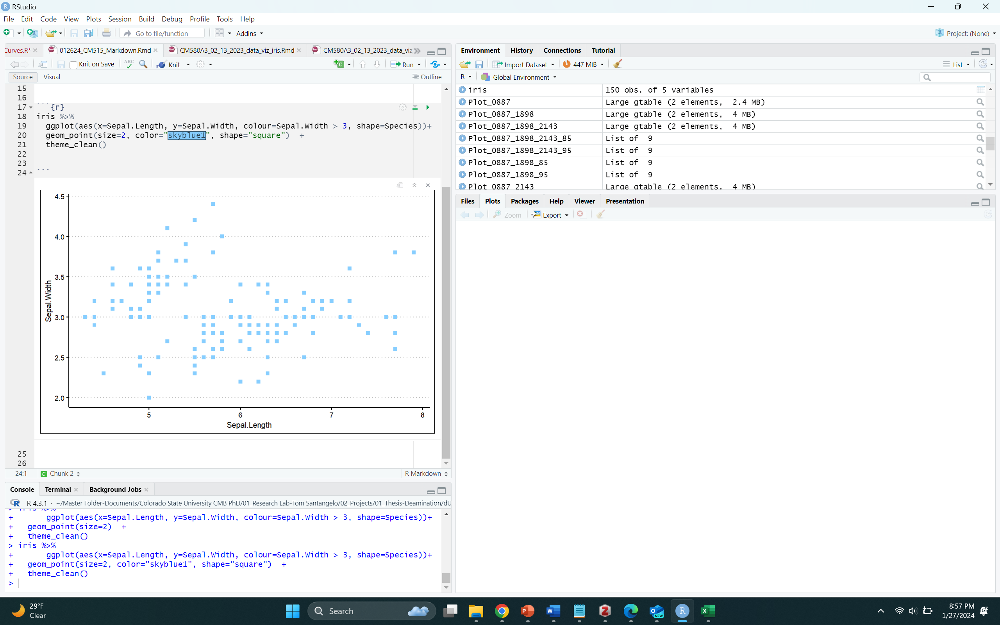 RStudio
File Edit Code View Plots Session Build Debug Profile Tools Help
Go to file/function Addins Project: (None)
Curves.R* 012624_CM515_Markdown.Rmd CM580A3_02_13_2023_data_viz_iris.Rmd CM580A3_02_13_2023_data_viz
Knit on Save ABC Knit Run
Source Visual Outline
15
16
17 ```{r}
18 iris %>%
19 ggplot(aes(x=Sepal.Length, y=Sepal.Width, colour=Sepal.Width > 3, shape=Species))+
20 geom_point(size=2, color="skyblue1", shape="square") +
21 theme_clean()
22
23
24 ```
4.5
4.0
3.5
3.0
2.5
2.0
Sepal.Width
5 6 7 8
Sepal.Length
25
26
24:1 Chunk 2 R Markdown
Console Terminal Background Jobs
R 4.3.1 · ~/Master Folder-Documents/Colorado State University CMB PhD/01_Research Lab-Tom Santangelo/02_Projects/01_Thesis-Deamination/dU
> iris %>%
+ ggplot(aes(x=Sepal.Length, y=Sepal.Width, colour=Sepal.Width > 3, shape=Species))+
+ geom_point(size=2) +
+ theme_clean()
> iris %>%
+ ggplot(aes(x=Sepal.Length, y=Sepal.Width, colour=Sepal.Width > 3, shape=Species))+
+ geom_point(size=2, color="skyblue1", shape="square") +
+ theme_clean()
>
Environment History Connections Tutorial
Import Dataset 447 MiB List
R Global Environment
iris 150 obs. of 5 variables
Plot_0887 Large gtable (2 elements, 2.4 MB)
Plot_0887_1898 Large gtable (2 elements, 4 MB)
Plot_0887_1898_2143 Large gtable (2 elements, 4 MB)
Plot_0887_1898_2143_85 List of 9
Plot_0887_1898_2143_95 List of 9
Plot_0887_1898_85 List of 9
Plot_0887_1898_95 List of 9
Plot_0887_2143 Large gtable (2 elements, 4 MB)
Files Plots Packages Help Viewer Presentation
Zoom Export
29°F
Clear
Search
8:57 PM
1/27/2024